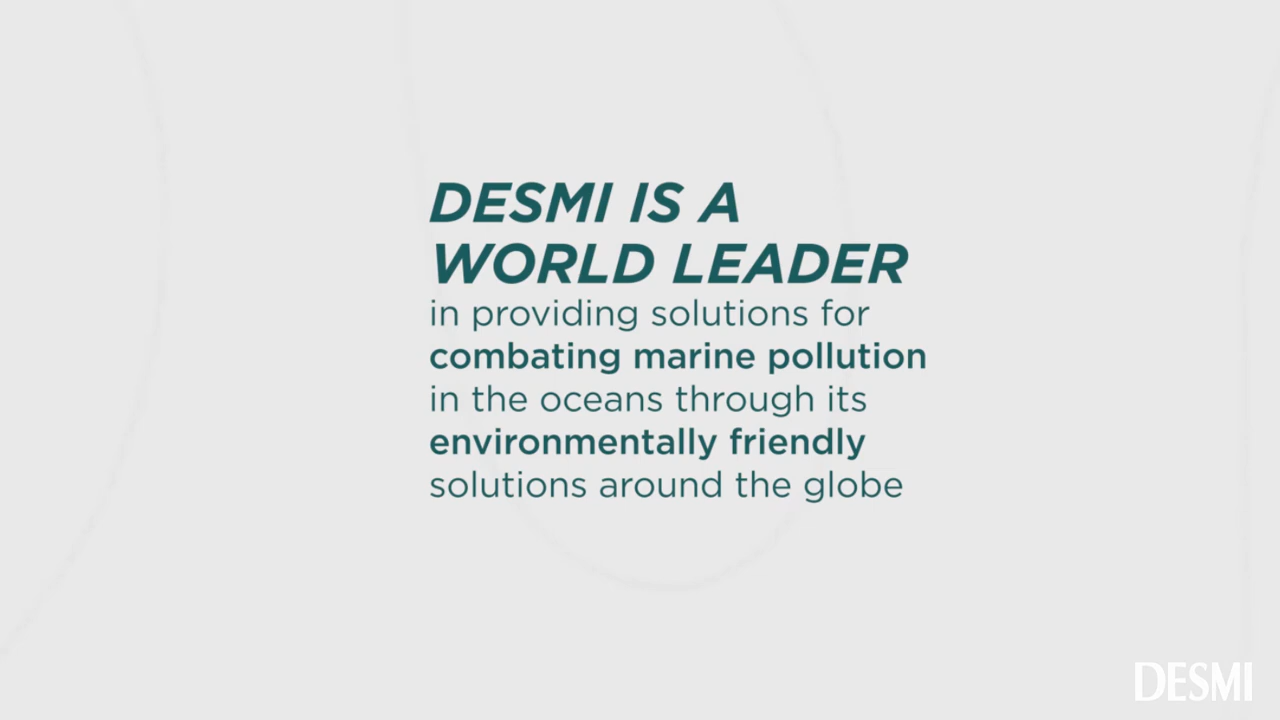 DESMI IS A
WORLD LEADER
in providing solutions for
combating marine pollution
in the oceans through its
environmentally friendly
solutions around the globe
DESMI